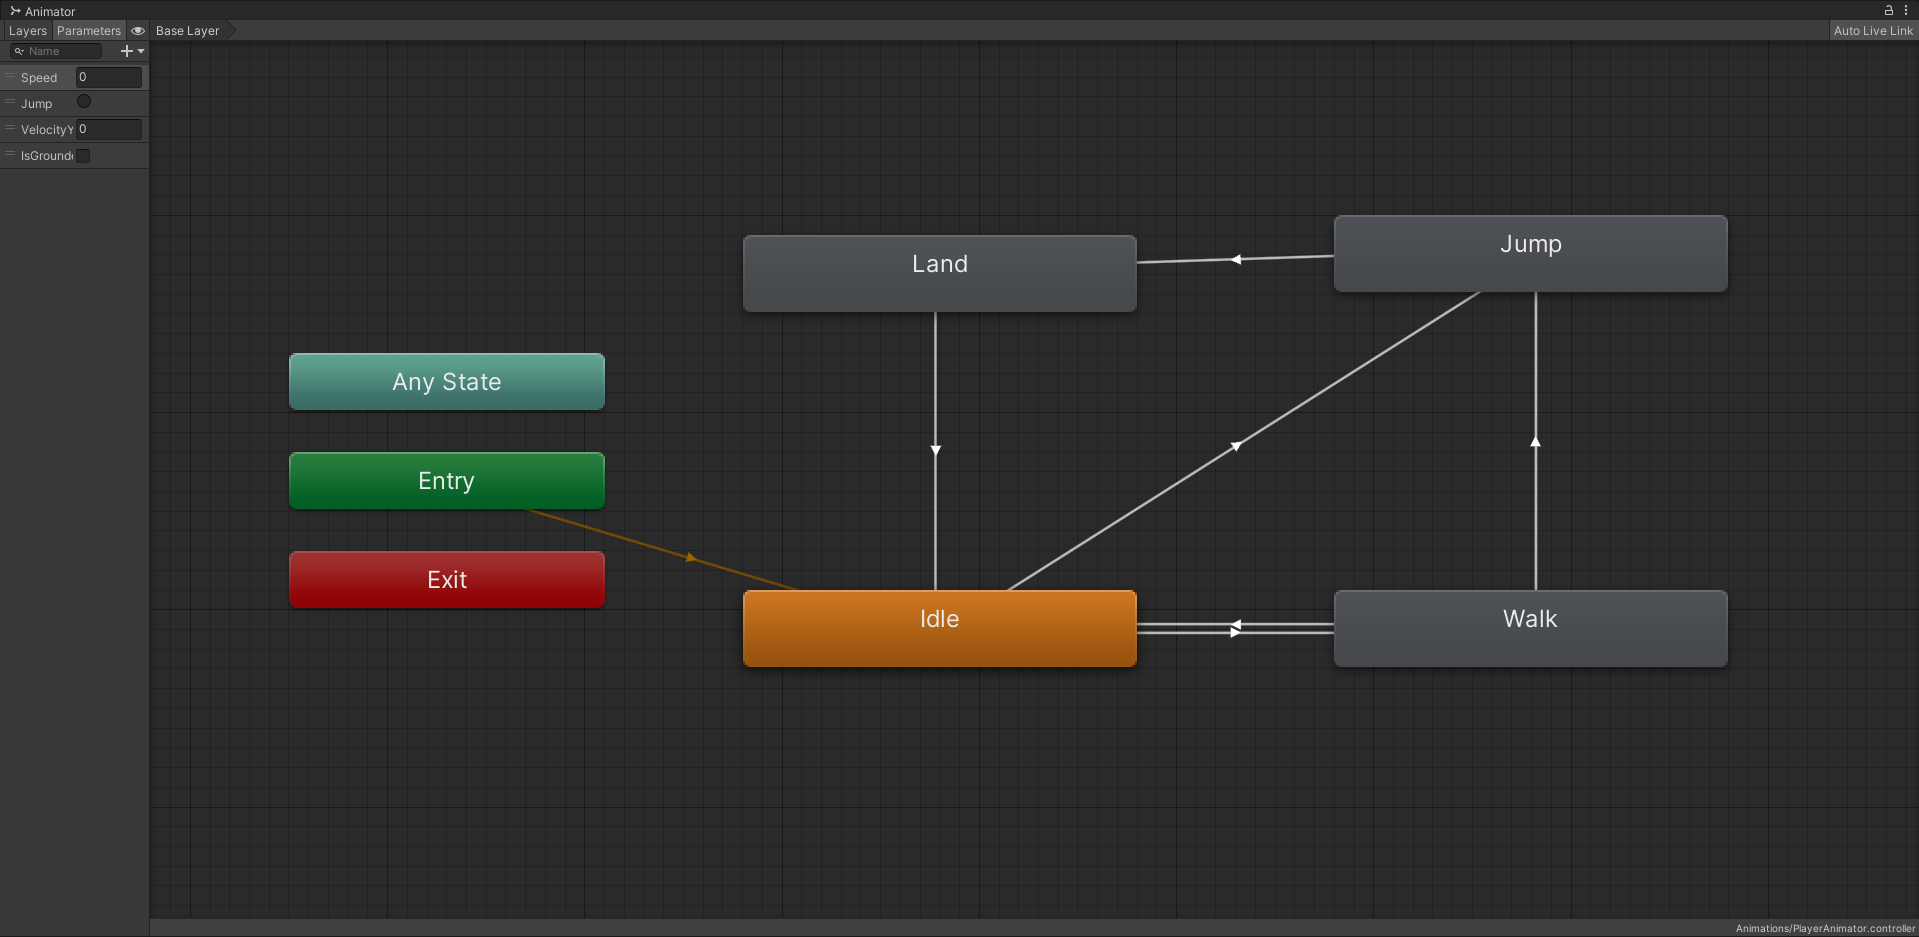 Animator
Layers Parameters Base Layer Auto Live Link
Name
Speed 0
Jump
VelocityY 0
IsGrounde
Land
Jump
Any State
Entry
Exit
Idle
Walk
Animations/PlayerAnimator.controller